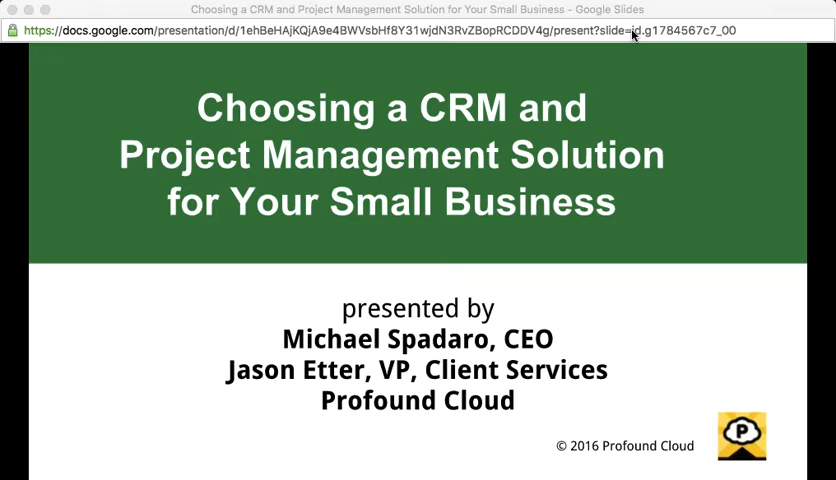 Choosing a CRM and Project Management Solution for Your Small Business - Google Slides
https://docs.google.com/presentation/d/1ehBeHAjKQjA9e4BWVsbHf8Y31wjdN3RvZBopRCDDV4g/present?slide=id.g1784567c7_00
Choosing a CRM and
Project Management Solution
for Your Small Business
presented by
Michael Spadaro, CEO
Jason Etter, VP, Client Services
Profound Cloud
© 2016 Profound Cloud
P